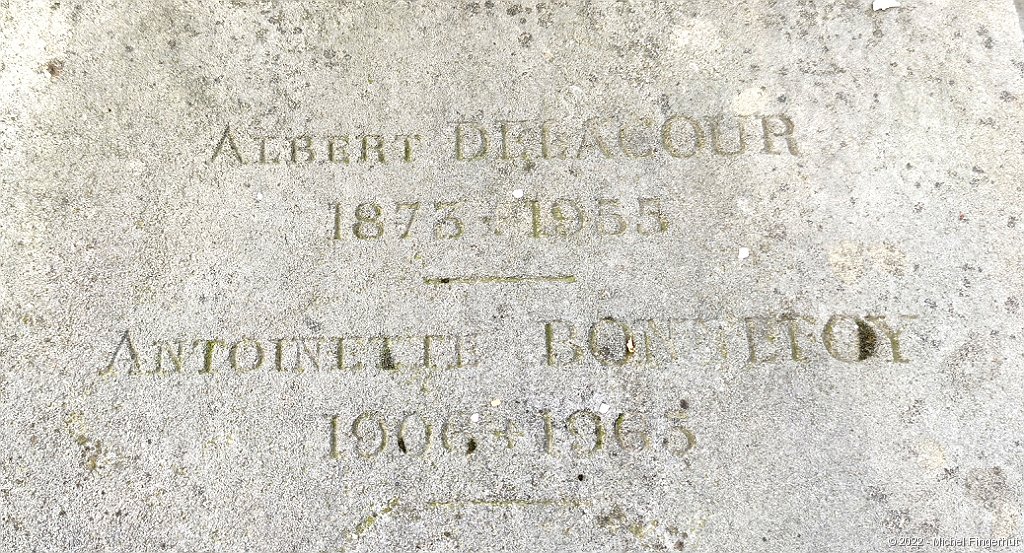 Albert DELACOUR
1873 - 1955
Antoinette BONNEFOY
1906 - 1965
© 2022 - Michel Fingerhut